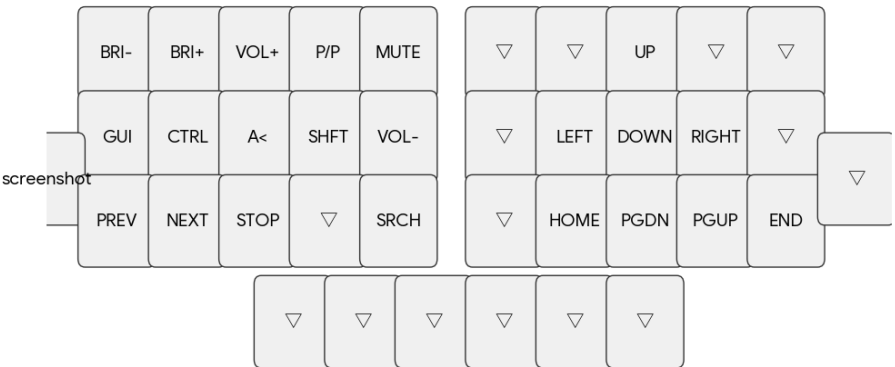 BRI- BRI+ VOL+ P/P MUTE ▽ ▽ UP ▽ ▽
GUI CTRL A< SHFT VOL- ▽ LEFT DOWN RIGHT ▽
screenshot ▽
PREV NEXT STOP ▽ SRCH ▽ HOME PGDN PGUP END
▽ ▽ ▽ ▽ ▽ ▽